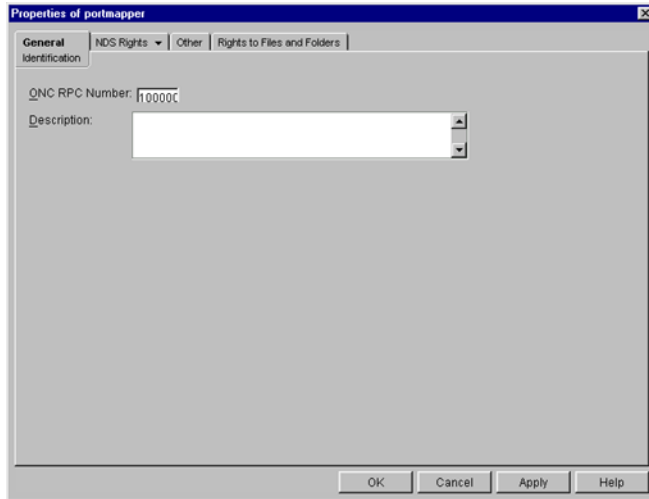 Properties of portmapper
General NDS Rights Other Rights to Files and Folders
Identification
ONC RPC Number: 100000
Description:
OK Cancel Apply Help